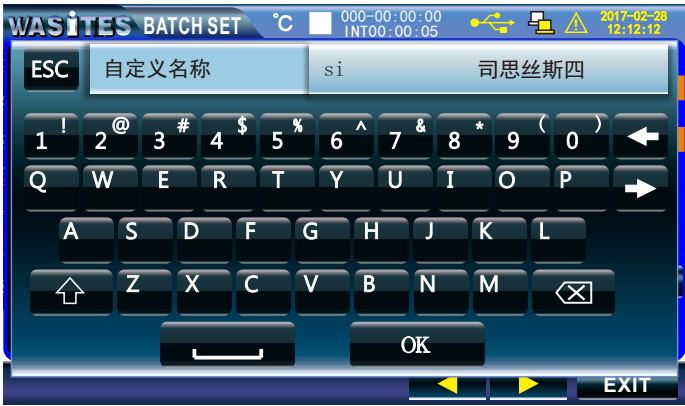 WASiTES BATCH SET ℃ 000-00:00:00 2017-02-28
INT00:00:05 12:12:12
ESC 自定义名称 si 司思丝斯四
1 ! 2 @ 3 # 4 $ 5 % 6 ^ 7 & 8 * 9 ( 0 )
Q W E R T Y U I O P
A S D F G H J K L
Z X C V B N M
OK
EXIT